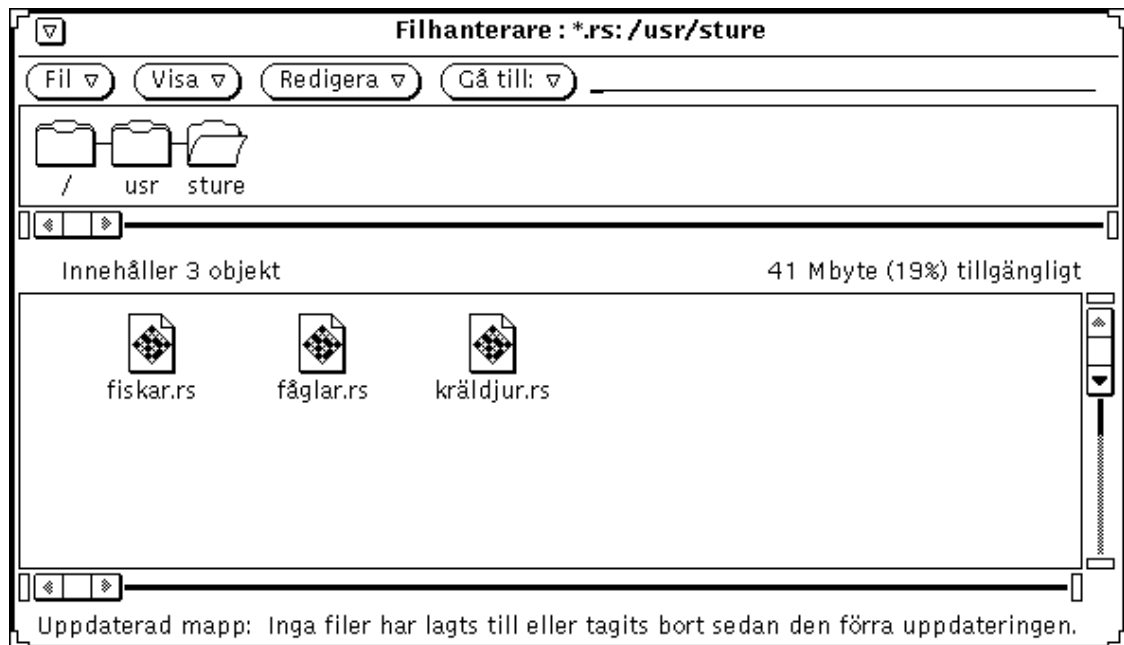 Filhanterare : *.rs: /usr/sture
Fil Visa Redigera Gå till:
/ usr sture
Innehåller 3 objekt 41 Mbyte (19%) tillgängligt
fiskar.rs fåglar.rs kräldjur.rs
Uppdaterad mapp: Inga filer har lagts till eller tagits bort sedan den förra uppdateringen.